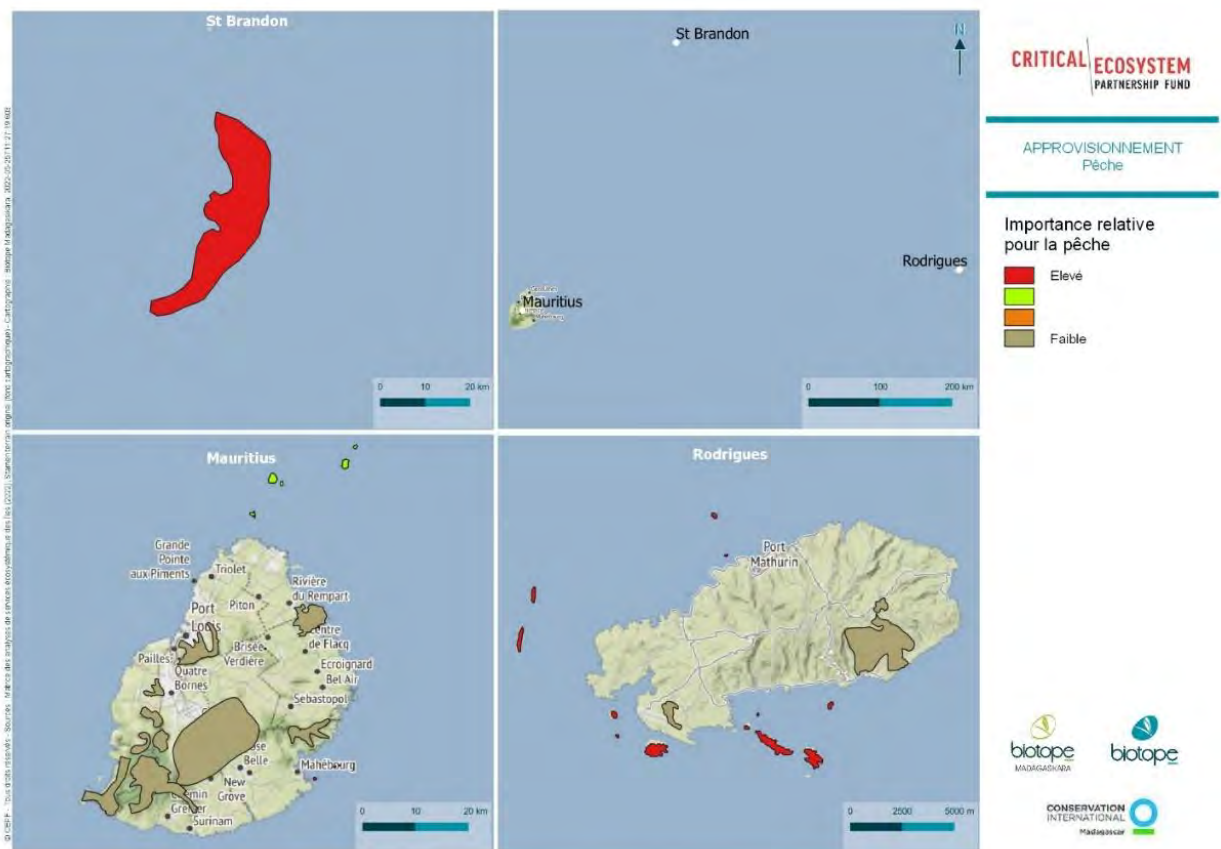 St Brandon
0 10 20 km
St Brandon
N
Rodrigues
Mauritius
0 100 200 km
CRITICAL ECOSYSTEM
PARTNERSHIP FUND
APPROVISIONNEMENT
Pêche
Importance relative
pour la pêche
Elevé
Faible
Mauritius
Grande
Pointe
aux Piments
Triolet
Rivière
du Rempart
Piton
Port
Louis
Brisée
Verdière
Centre
de Flacq
Pailles
Quatre
Bornes
Ecroignard
Bel Air
Sebastopol
Belle
Mahébourg
New
Grove
Surinam
0 10 20 km
Rodrigues
Port
Mathurin
0 2500 5000 m
biotope
MADAGASKARA
biotope
CONSERVATION
INTERNATIONAL
Madagascar